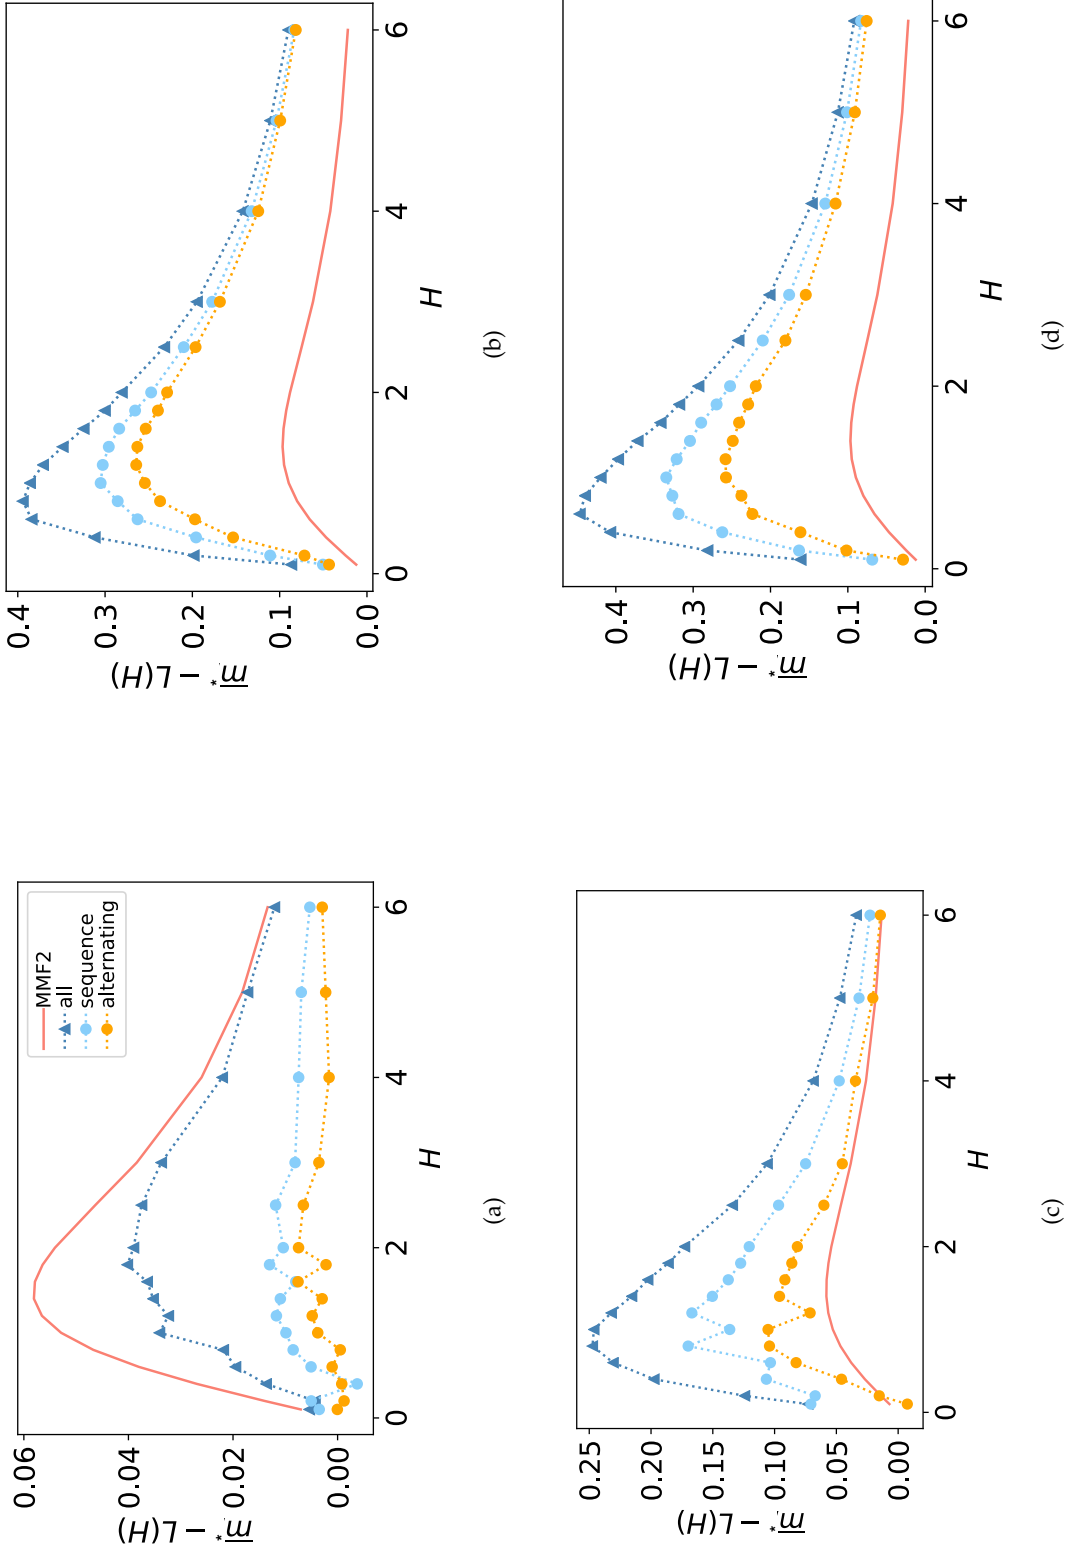 0.06
0.04
0.02
0.00
m* − L(H)
MMF2
all
sequence
alternating
0
2
4
6
H
(a)
0.4
0.3
0.2
0.1
0.0
m* − L(H)
0
2
4
6
H
(b)
0.25
0.20
0.15
0.10
0.05
0.00
m* − L(H)
0
2
4
6
H
(c)
0.4
0.3
0.2
0.1
0.0
m* − L(H)
0
2
4
6
H
(d)